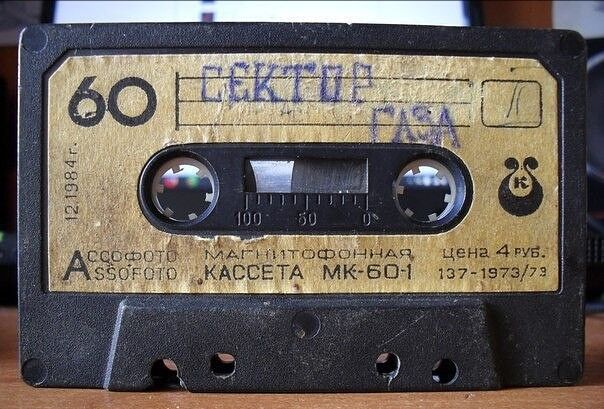 60
СЕКТОР
ГАЗА
12.1984 г.
100 50 0
К
АССОФОТО
ASSOFOTO
МАГНИТОФОННАЯ
КАССЕТА МК-60-1
цена 4 РУБ.
137-1973/79